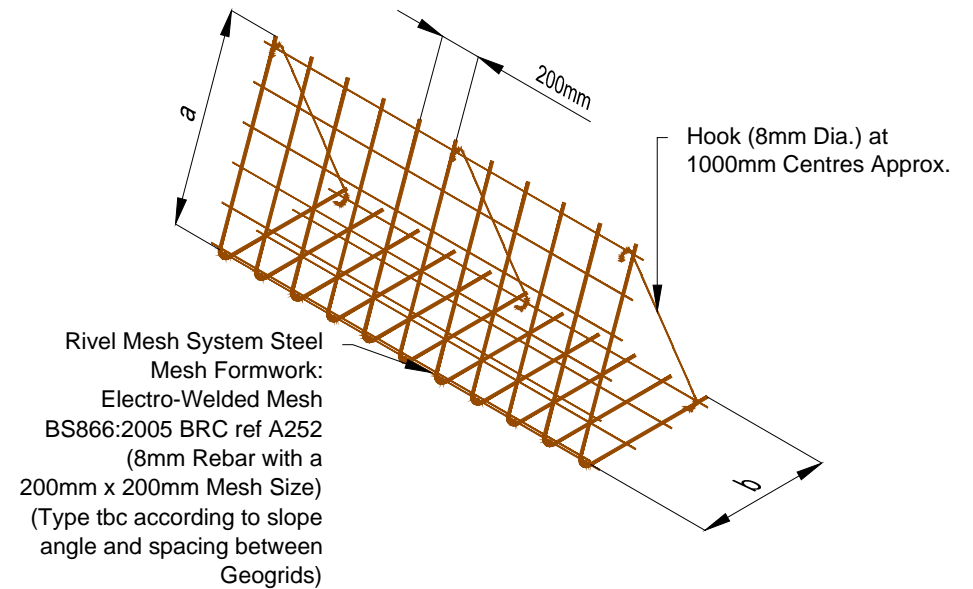 a
200mm
Hook (8mm Dia.) at
1000mm Centres Approx.
Rivel Mesh System Steel
Mesh Formwork:
Electro-Welded Mesh
BS866:2005 BRC ref A252
(8mm Rebar with a
200mm x 200mm Mesh Size)
(Type tbc according to slope
angle and spacing between
Geogrids)
b